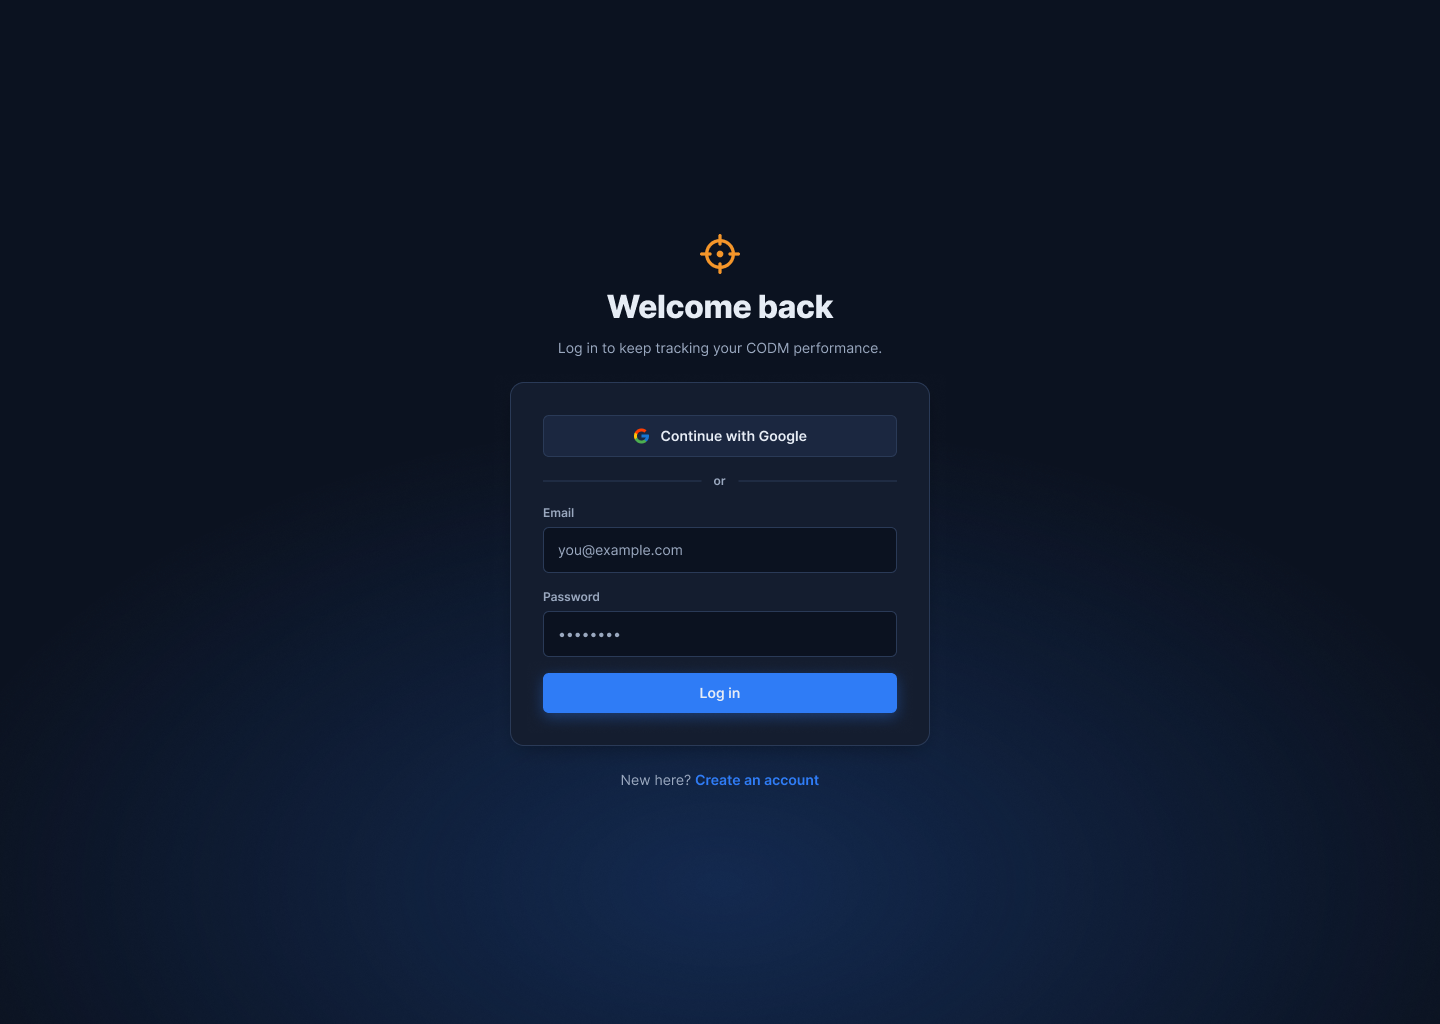 Welcome back
Log in to keep tracking your CODM performance.
Continue with Google
or
Email
you@example.com
Password
••••••••
Log in
New here? Create an account